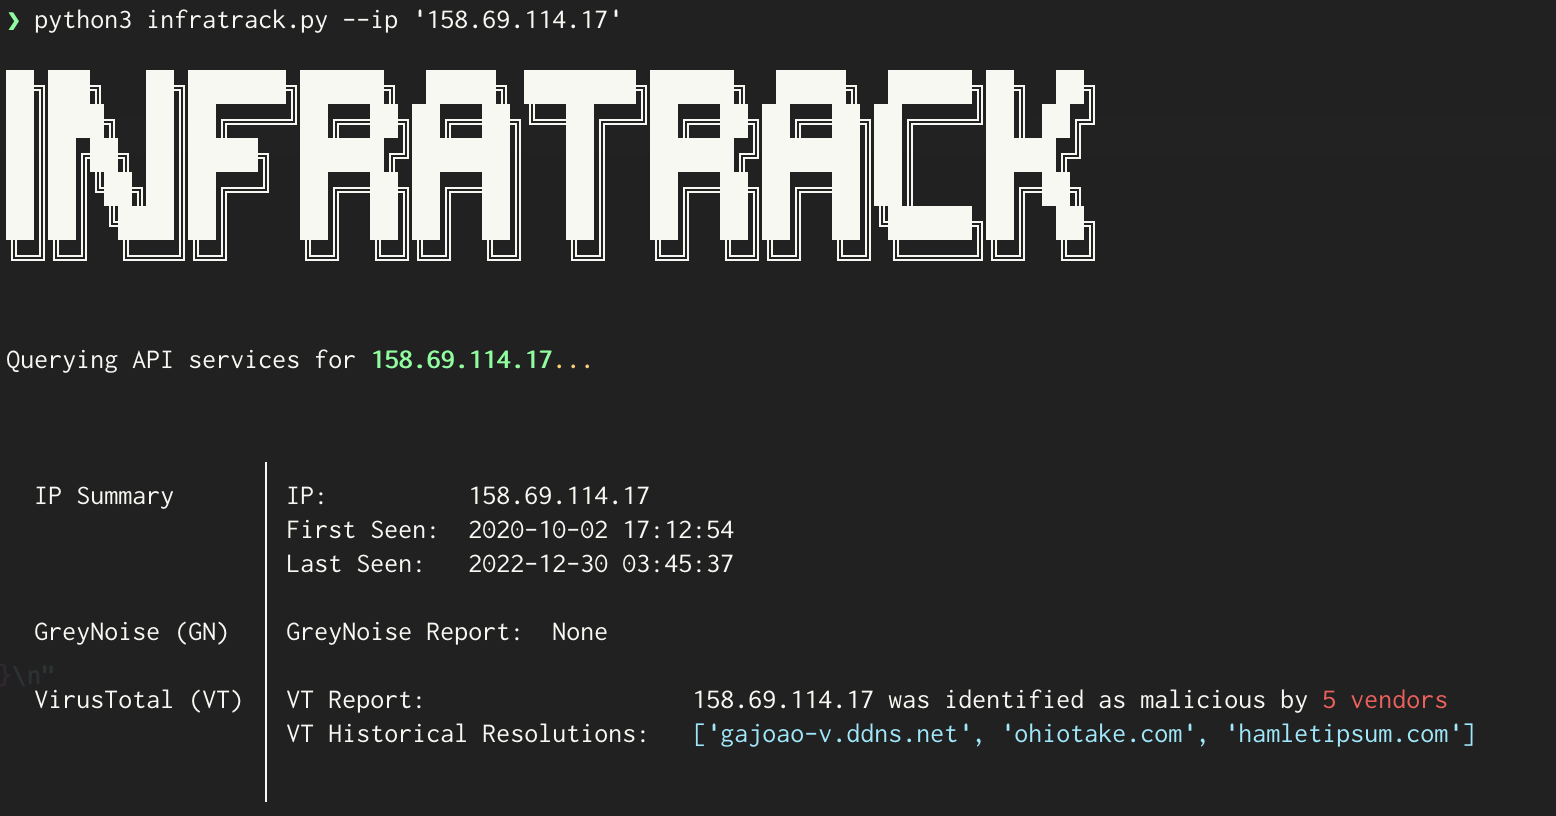 ❯ python3 infratrack.py --ip '158.69.114.17'
INFRATRACK
Querying API services for 158.69.114.17...
IP Summary IP: 158.69.114.17
First Seen: 2020-10-02 17:12:54
Last Seen: 2022-12-30 03:45:37
GreyNoise (GN) GreyNoise Report: None
}\n"
VirusTotal (VT) VT Report: 158.69.114.17 was identified as malicious by 5 vendors
VT Historical Resolutions: ['gajoao-v.ddns.net', 'ohiotake.com', 'hamletipsum.com']